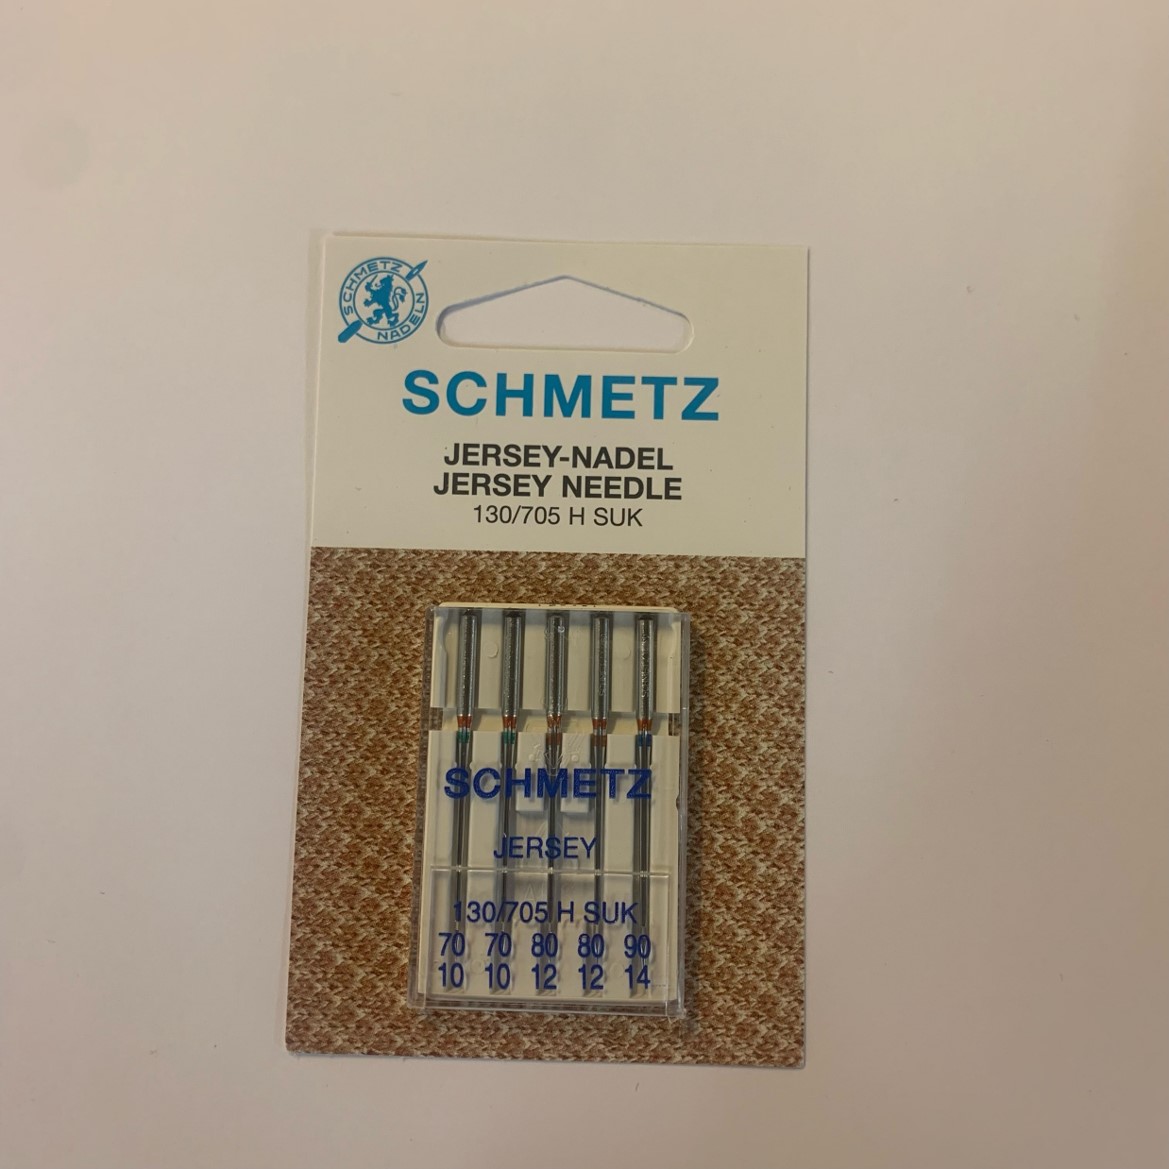 SCHMETZ
NADELN
SCHMETZ
JERSEY-NADEL
JERSEY NEEDLE
130/705 H SUK
SCHMETZ
JERSEY
130/705 H SUK
70 70 80 80 90
10 10 12 12 14